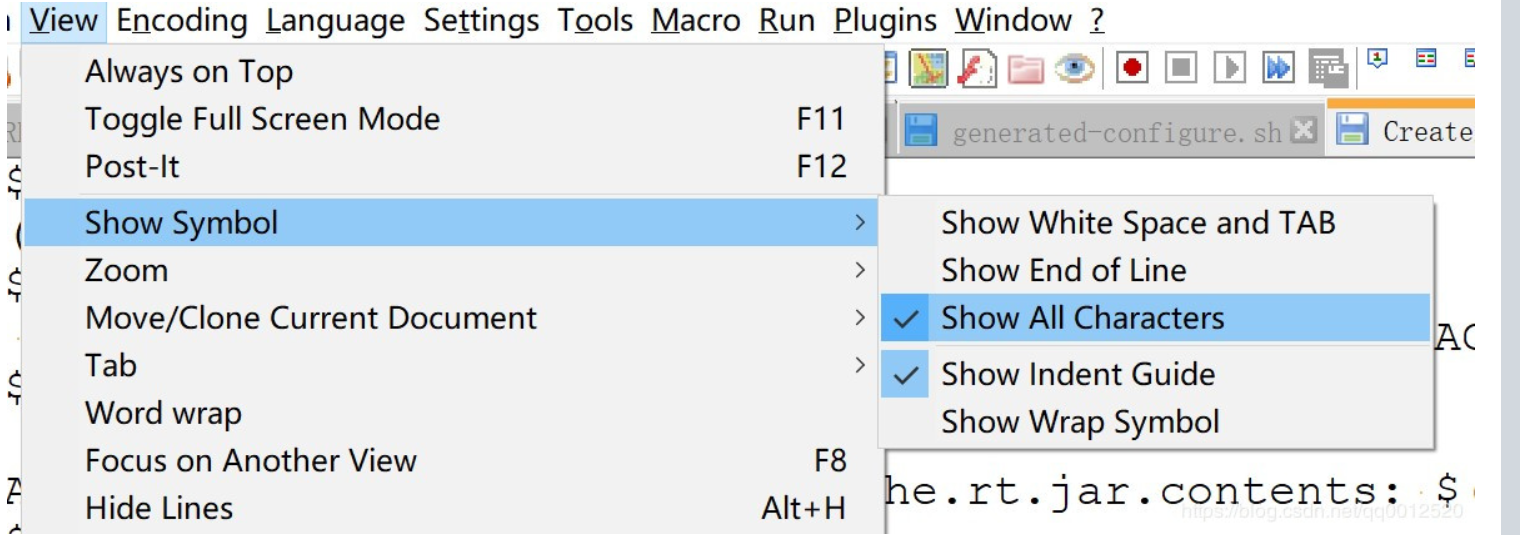 View Encoding Language Settings Tools Macro Run Plugins Window ?
Always on Top
Toggle Full Screen Mode F11
generated-configure.sh Create
Post-It F12
$
Show Symbol
Show White Space and TAB
(
Zoom
Show End of Line
$
Move/Clone Current Document
Show All Characters
AC
Tab
Show Indent Guide
$
Word wrap
Show Wrap Symbol
Focus on Another View F8
he.rt.jar.contents: $
Hide Lines Alt+H
https://blog.csdn.net/qq0012520